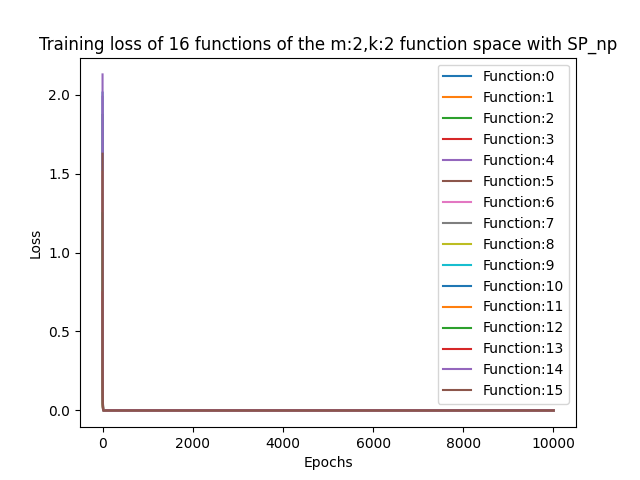 Training loss of 16 functions of the m:2,k:2 function space with SP_np
2.0
1.5
1.0
0.5
0.0
Loss
0 2000 4000 6000 8000 10000
Epochs
Function:0
Function:1
Function:2
Function:3
Function:4
Function:5
Function:6
Function:7
Function:8
Function:9
Function:10
Function:11
Function:12
Function:13
Function:14
Function:15